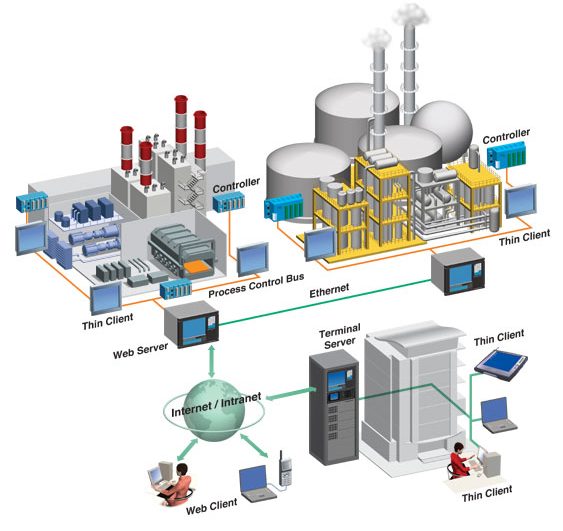 Controller
Controller
Thin Client
Process Control Bus
Ethernet
Thin Client
Web Server
Terminal
Server
Thin Client
Internet / Intranet
Web Client
Thin Client